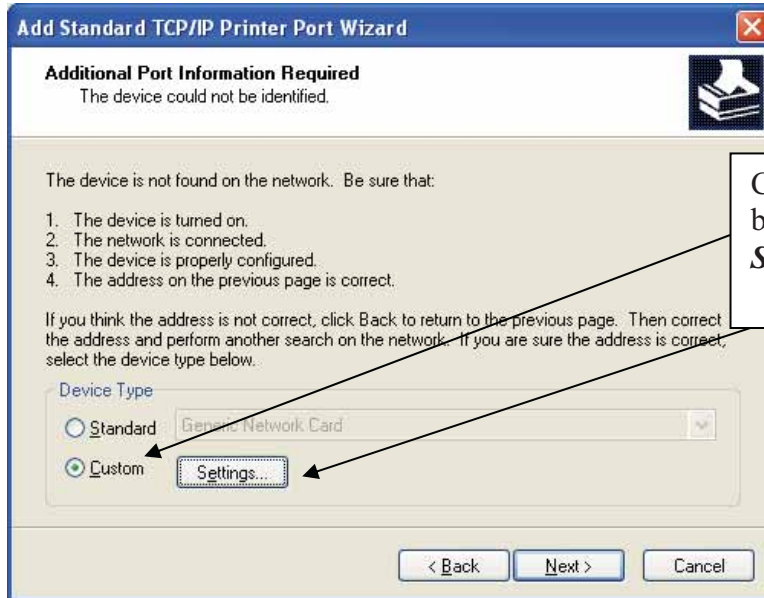 Add Standard TCP/IP Printer Port Wizard
Additional Port Information Required
The device could not be identified.
The device is not found on the network. Be sure that:
1. The device is turned on.
2. The network is connected.
3. The device is properly configured.
4. The address on the previous page is correct.
If you think the address is not correct, click Back to return to the previous page. Then correct
the address and perform another search on the network. If you are sure the address is correct,
select the device type below.
Device Type
Standard Generic Network Card
Custom Settings...
< Back Next > Cancel